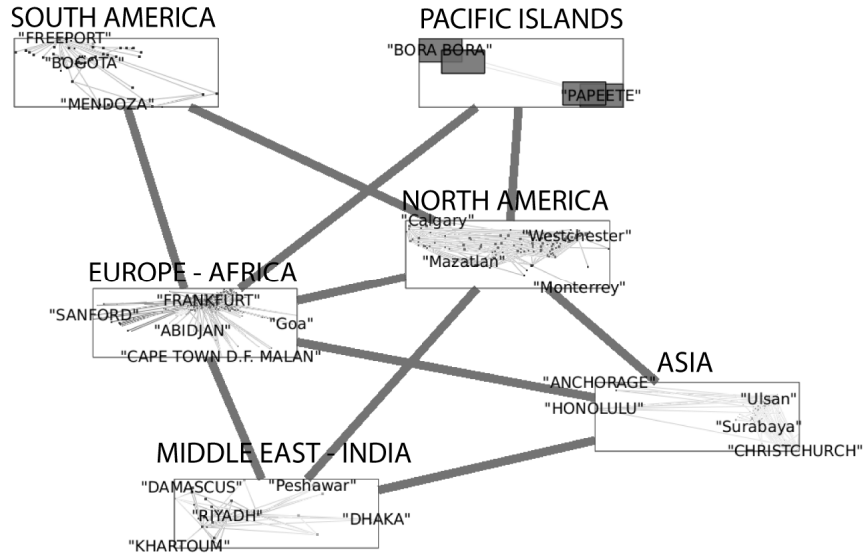 SOUTH AMERICA
"FREEPORT"
"BOGOTA"
"MENDOZA"
PACIFIC ISLANDS
"BORA BORA"
"PAPEETE"
NORTH AMERICA
"Calgary"
"Westchester"
"Mazatlan"
"Monterrey"
EUROPE - AFRICA
"FRANKFURT"
"SANFORD"
"Goa"
"ABIDJAN"
"CAPE TOWN D.F. MALAN"
ASIA
"ANCHORAGE"
"Ulsan"
"HONOLULU"
"Surabaya"
"CHRISTCHURCH"
MIDDLE EAST - INDIA
"DAMASCUS"
"Peshawar"
"RIYADH"
"DHAKA"
"KHARTOUM"